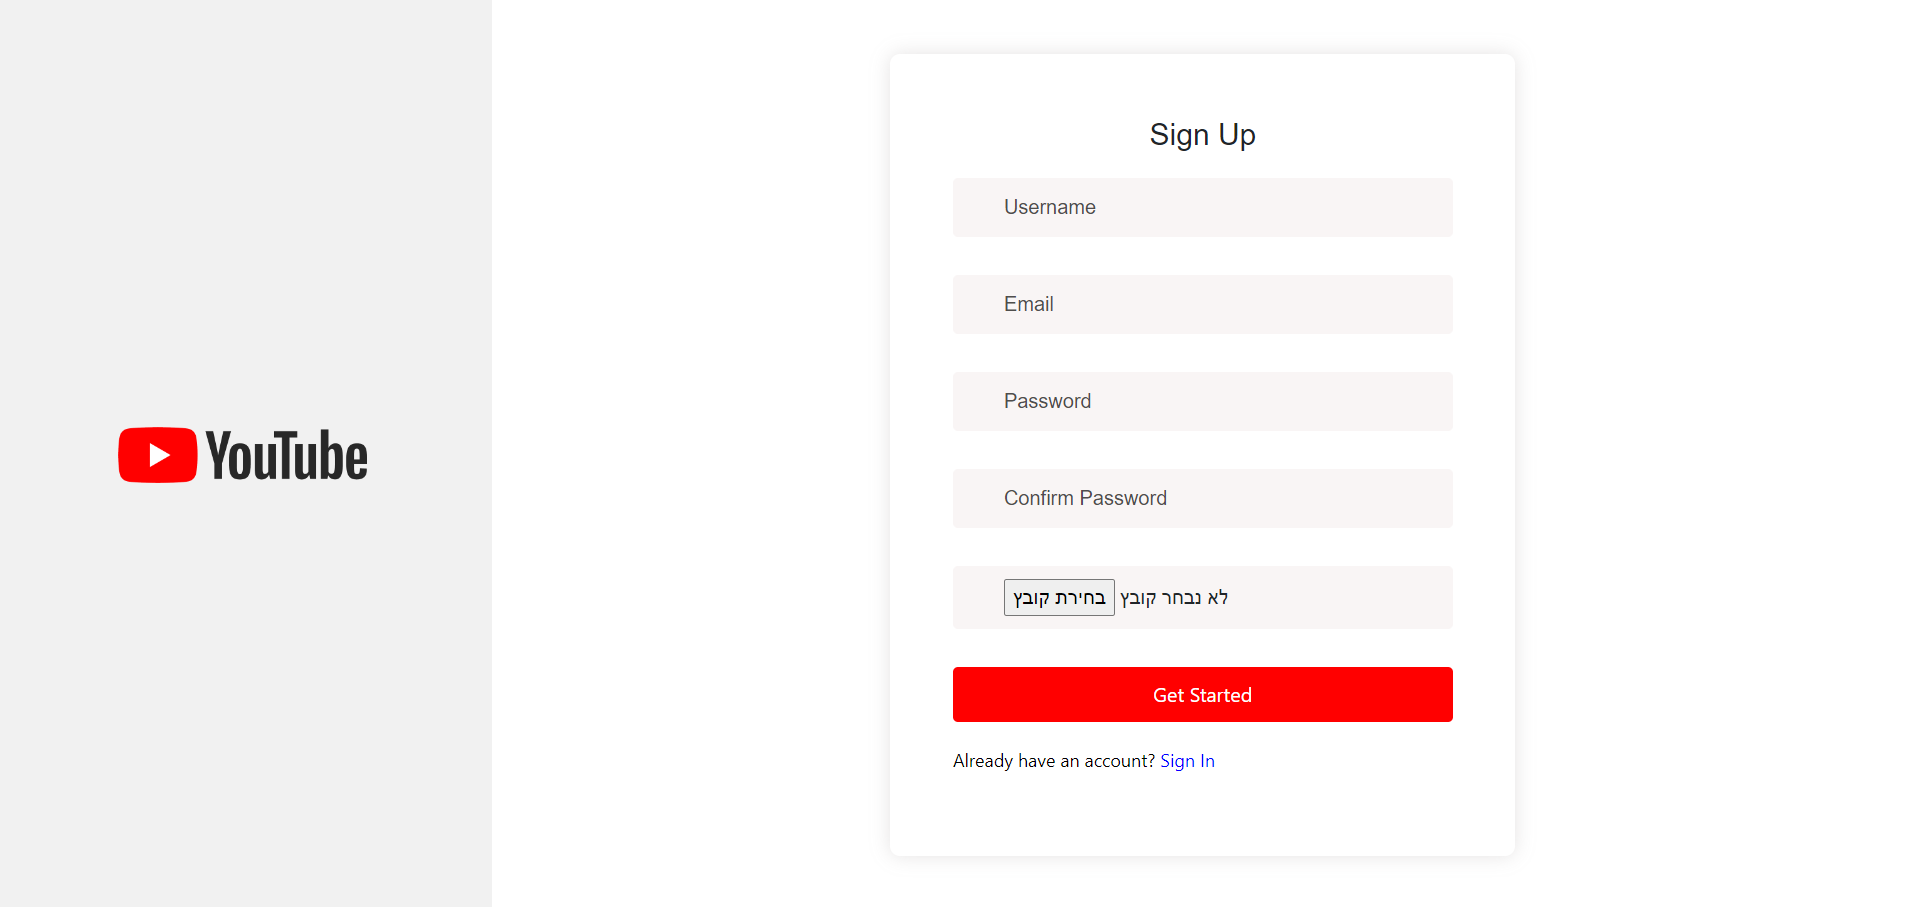 YouTube
Sign Up
Username
Email
Password
Confirm Password
בחירת קובץ לא נבחר קובץ
Get Started
Already have an account? Sign In